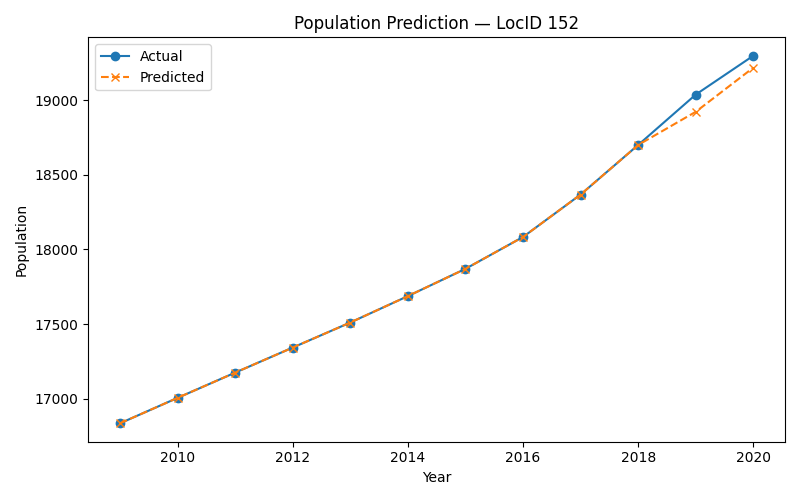 Population Prediction — LocID 152
Actual
Predicted
19000
18500
18000
17500
17000
Population
2010
2012
2014
2016
2018
2020
Year